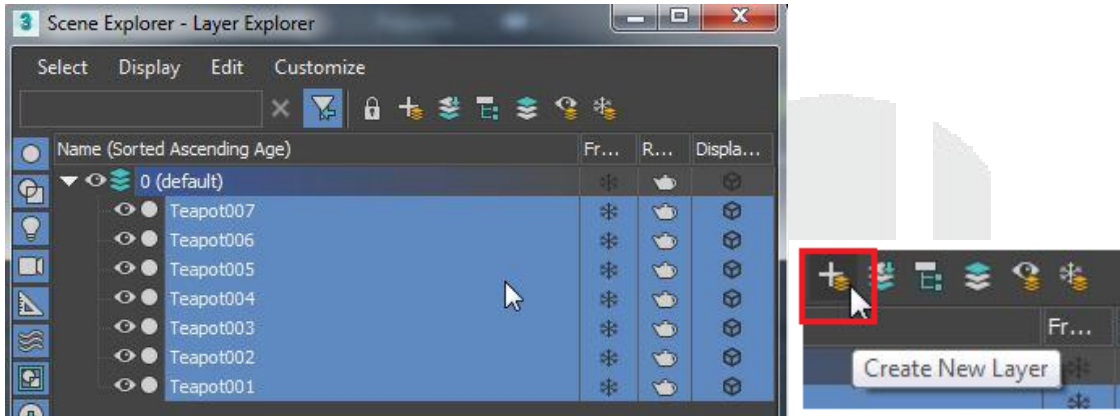 Scene Explorer - Layer Explorer
Select Display Edit Customize
Name (Sorted Ascending Age) Fr... R... Displa...
0 (default)
Teapot007
Teapot006
Teapot005
Teapot004
Teapot003
Teapot002
Teapot001
Fr...
Create New Layer